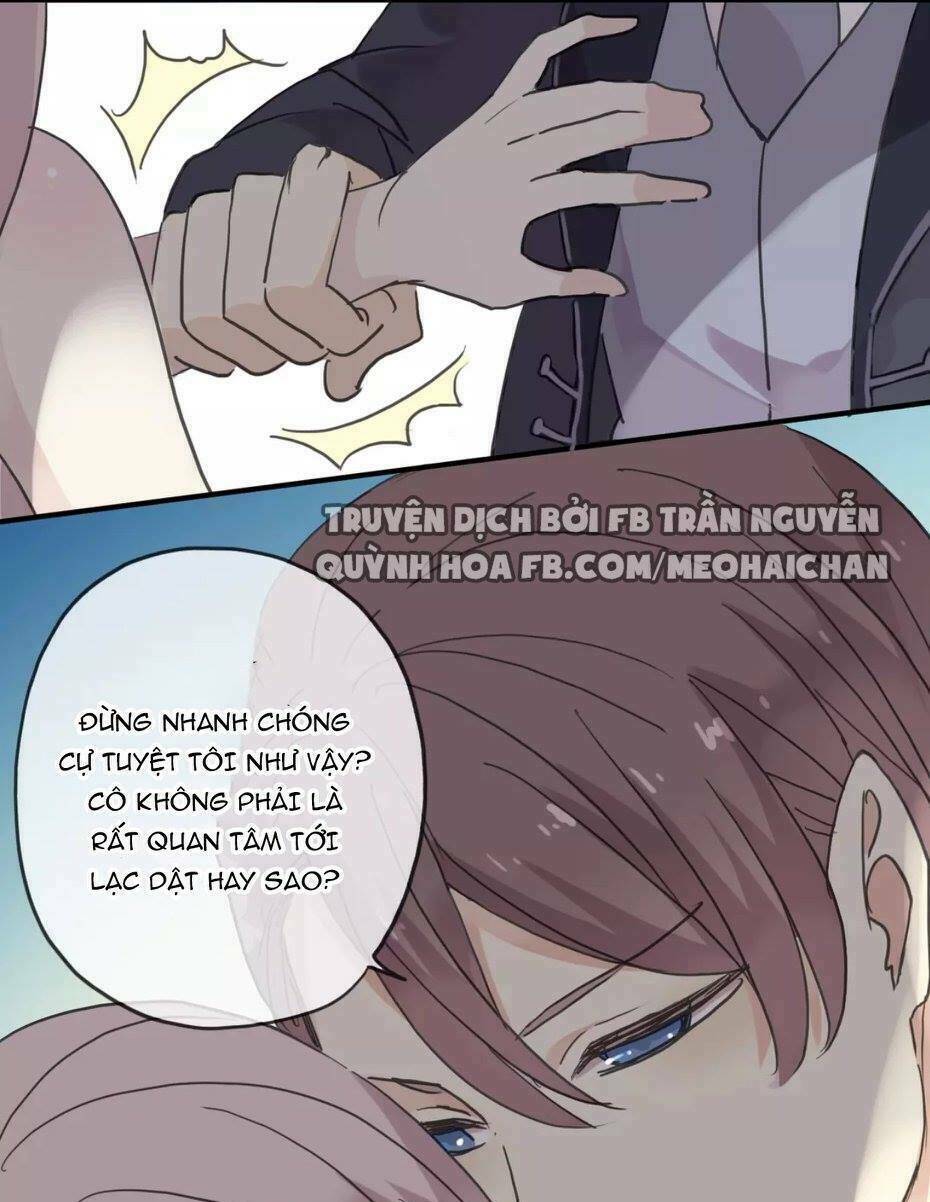 TRUYỆN DỊCH BỞI FB TRẦN NGUYỄN
QUỲNH HOA FB.COM/MEOHAICHAN
ĐỪNG NHANH CHÓNG
CỰ TUYỆT TÔI NHƯ VẬY?
CÔ KHÔNG PHẢI LÀ
RẤT QUAN TÂM TỚI
LẠC DẬT HAY SAO?